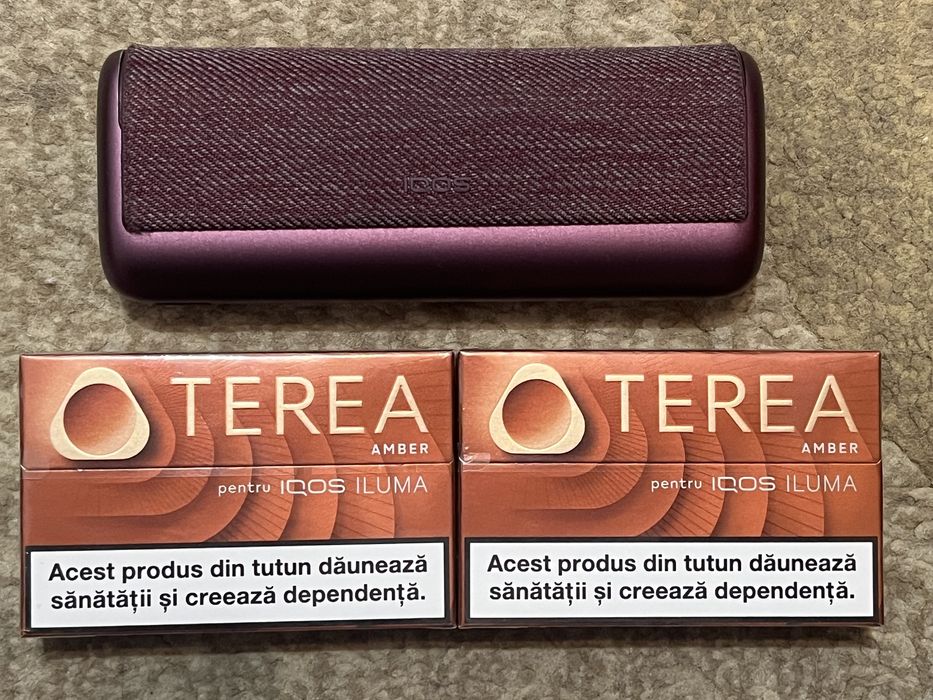 IQOS
TEREA
AMBER
pentru IQOS ILUMA
Acest produs din tutun dăunează
sănătății și creează dependență.
TEREA
AMBER
pentru IQOS ILUMA
Acest produs din tutun dăunează
sănătății și creează dependență.